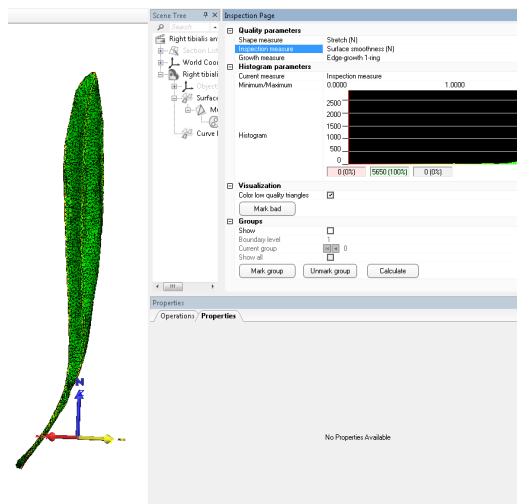 Scene Tree
Inspection Page
Search
Quality parameters
Right tibialis an
Shape measure Stretch (N)
Section List
Inspection measure Surface smoothness (N)
Growth measure Edge-growth 1-ring
World Coor
Histogram parameters
Right tibiali
Current measure Inspection measure
Object
Minimum/Maximum 0.0000 1.0000
Surface
2500
M
2000
1500
Curve l
Histogram 1000
500
0
0 (0%) 5650 (100%) 0 (0%)
Visualization
Color low quality triangles
Mark bad
Groups
Show
Boundary level 1
Current group 0
Show all
Mark group Unmark group Calculate
Properties
Operations Properties
N
No Properties Available